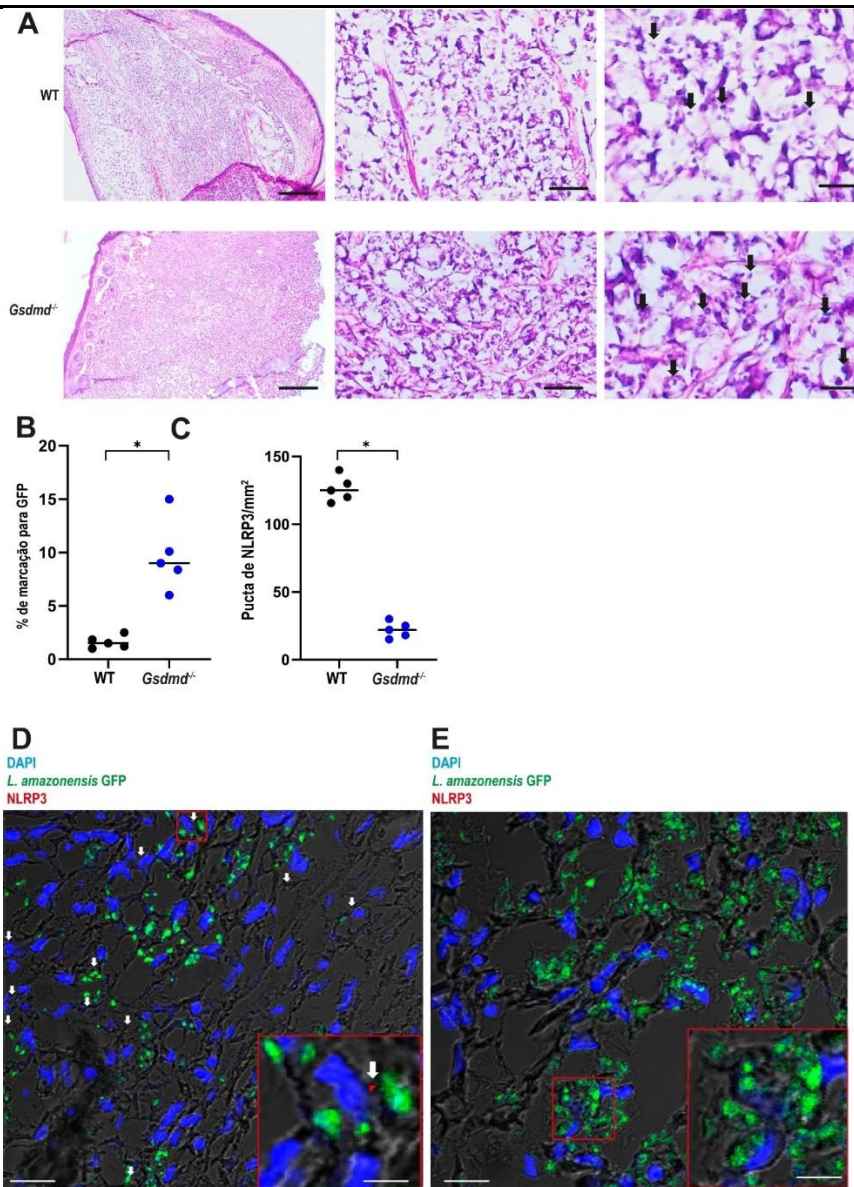 A
WT
Gsdmd-/-
B
% de marcação para GFP
20
15
10
5
0
*
WT
Gsdmd-/-
C
Pucta de NLRP3/mm²
150
100
50
0
*
WT
Gsdmd-/-
D
DAPI
L. amazonensis GFP
NLRP3
E
DAPI
L. amazonensis GFP
NLRP3